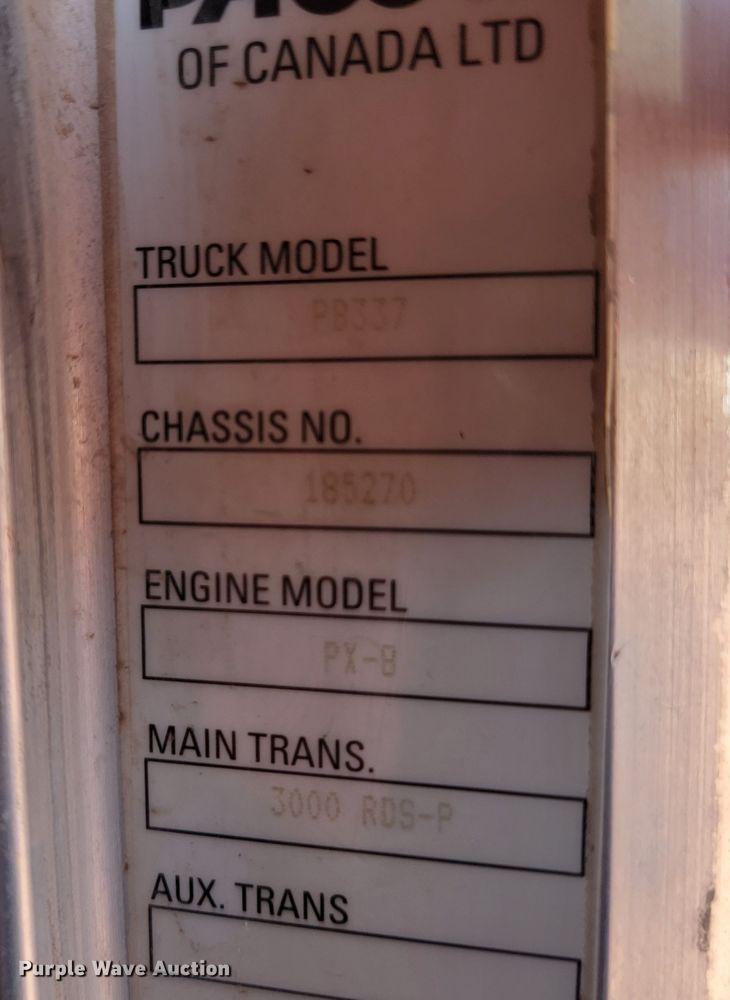 OF CANADA LTD
TRUCK MODEL
PB337
CHASSIS NO.
185270
ENGINE MODEL
PX-8
MAIN TRANS.
3000 RDS-P
AUX. TRANS
Purple Wave Auction